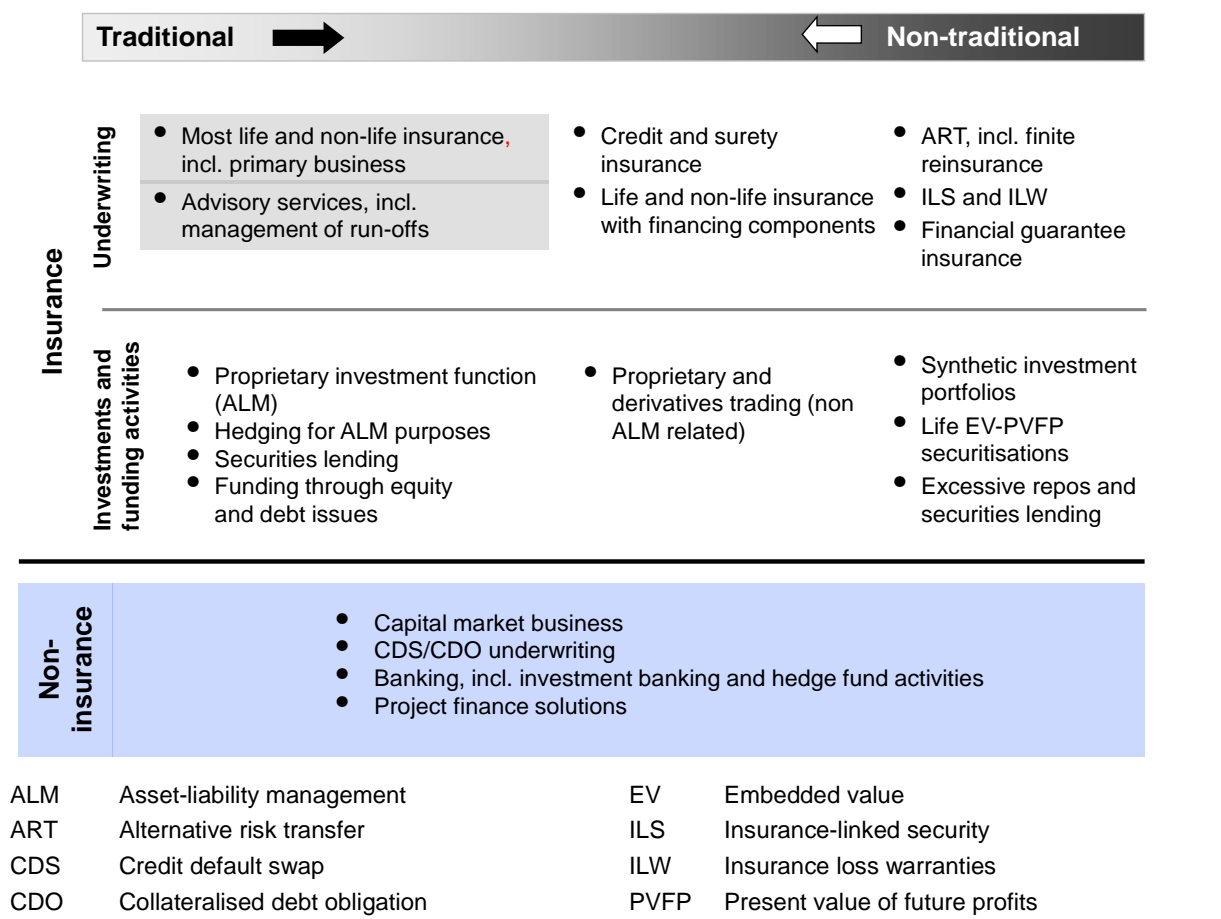 Traditional
Non-traditional
Insurance
Underwriting
• Most life and non-life insurance,
incl. primary business
• Advisory services, incl.
management of run-offs
• Credit and surety
insurance
• Life and non-life insurance
with financing components
• ART, incl. finite
reinsurance
• ILS and ILW
• Financial guarantee
insurance
Investments and
funding activities
• Proprietary investment function
(ALM)
• Hedging for ALM purposes
• Securities lending
• Funding through equity
and debt issues
• Proprietary and
derivatives trading (non
ALM related)
• Synthetic investment
portfolios
• Life EV-PVFP
securitisations
• Excessive repos and
securities lending
Non-
insurance
• Capital market business
• CDS/CDO underwriting
• Banking, incl. investment banking and hedge fund activities
• Project finance solutions
ALM Asset-liability management
ART Alternative risk transfer
CDS Credit default swap
CDO Collateralised debt obligation
EV Embedded value
ILS Insurance-linked security
ILW Insurance loss warranties
PVFP Present value of future profits